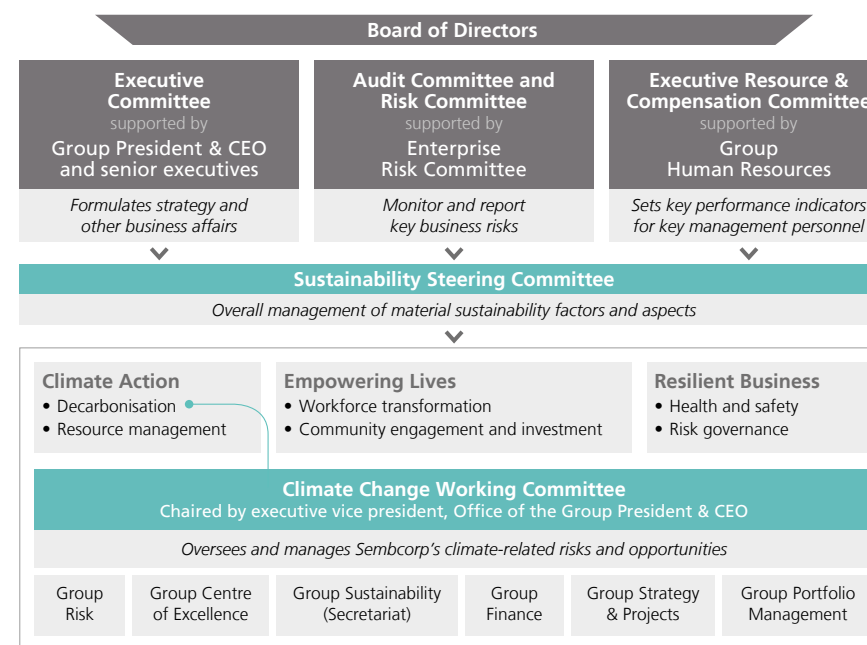 Board of Directors
Executive
Committee
supported by
Group President & CEO
and senior executives
Formulates strategy and
other business affairs
Audit Committee and
Risk Committee
supported by
Enterprise
Risk Committee
Monitor and report
key business risks
Executive Resource &
Compensation Committee
supported by
Group
Human Resources
Sets key performance indicators
for key management personnel
Sustainability Steering Committee
Overall management of material sustainability factors and aspects
Climate Action
• Decarbonisation
• Resource management
Empowering Lives
• Workforce transformation
• Community engagement and investment
Resilient Business
• Health and safety
• Risk governance
Climate Change Working Committee
Chaired by executive vice president, Office of the Group President & CEO
Oversees and manages Sembcorp’s climate-related risks and opportunities
Group
Risk
Group Centre
of Excellence
Group Sustainability
(Secretariat)
Group
Finance
Group Strategy
& Projects
Group Portfolio
Management